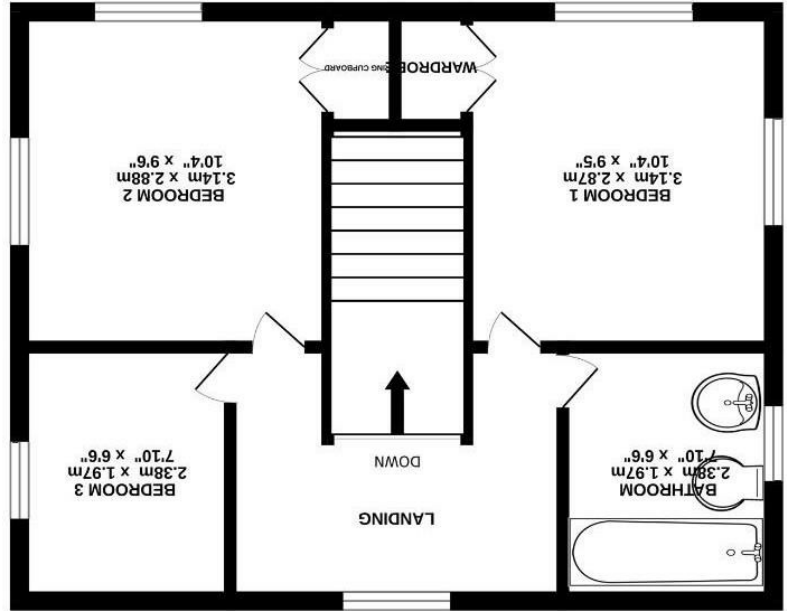 LANDING
BATHROOM
2.38m x 1.97m
7'10" x 6'6"
BEDROOM 3
2.38m x 1.97m
7'10" x 6'6"
DOWN
BEDROOM 1
3.14m x 2.87m
10'4" x 9'5"
BEDROOM 2
3.14m x 2.88m
10'4" x 9'6"
WARDROBE
CUPBOARD